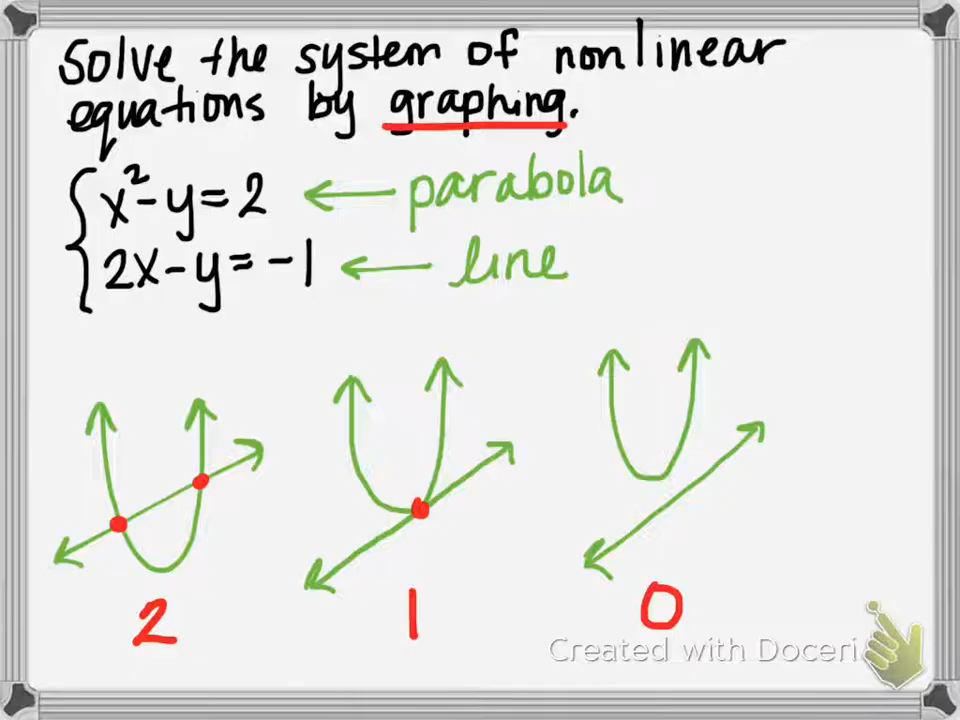 Solve the system of nonlinear
equations by graphing.
x²-y=2 ← parabola
2x-y=-1 ← line
2 1 0
Created with Doceri